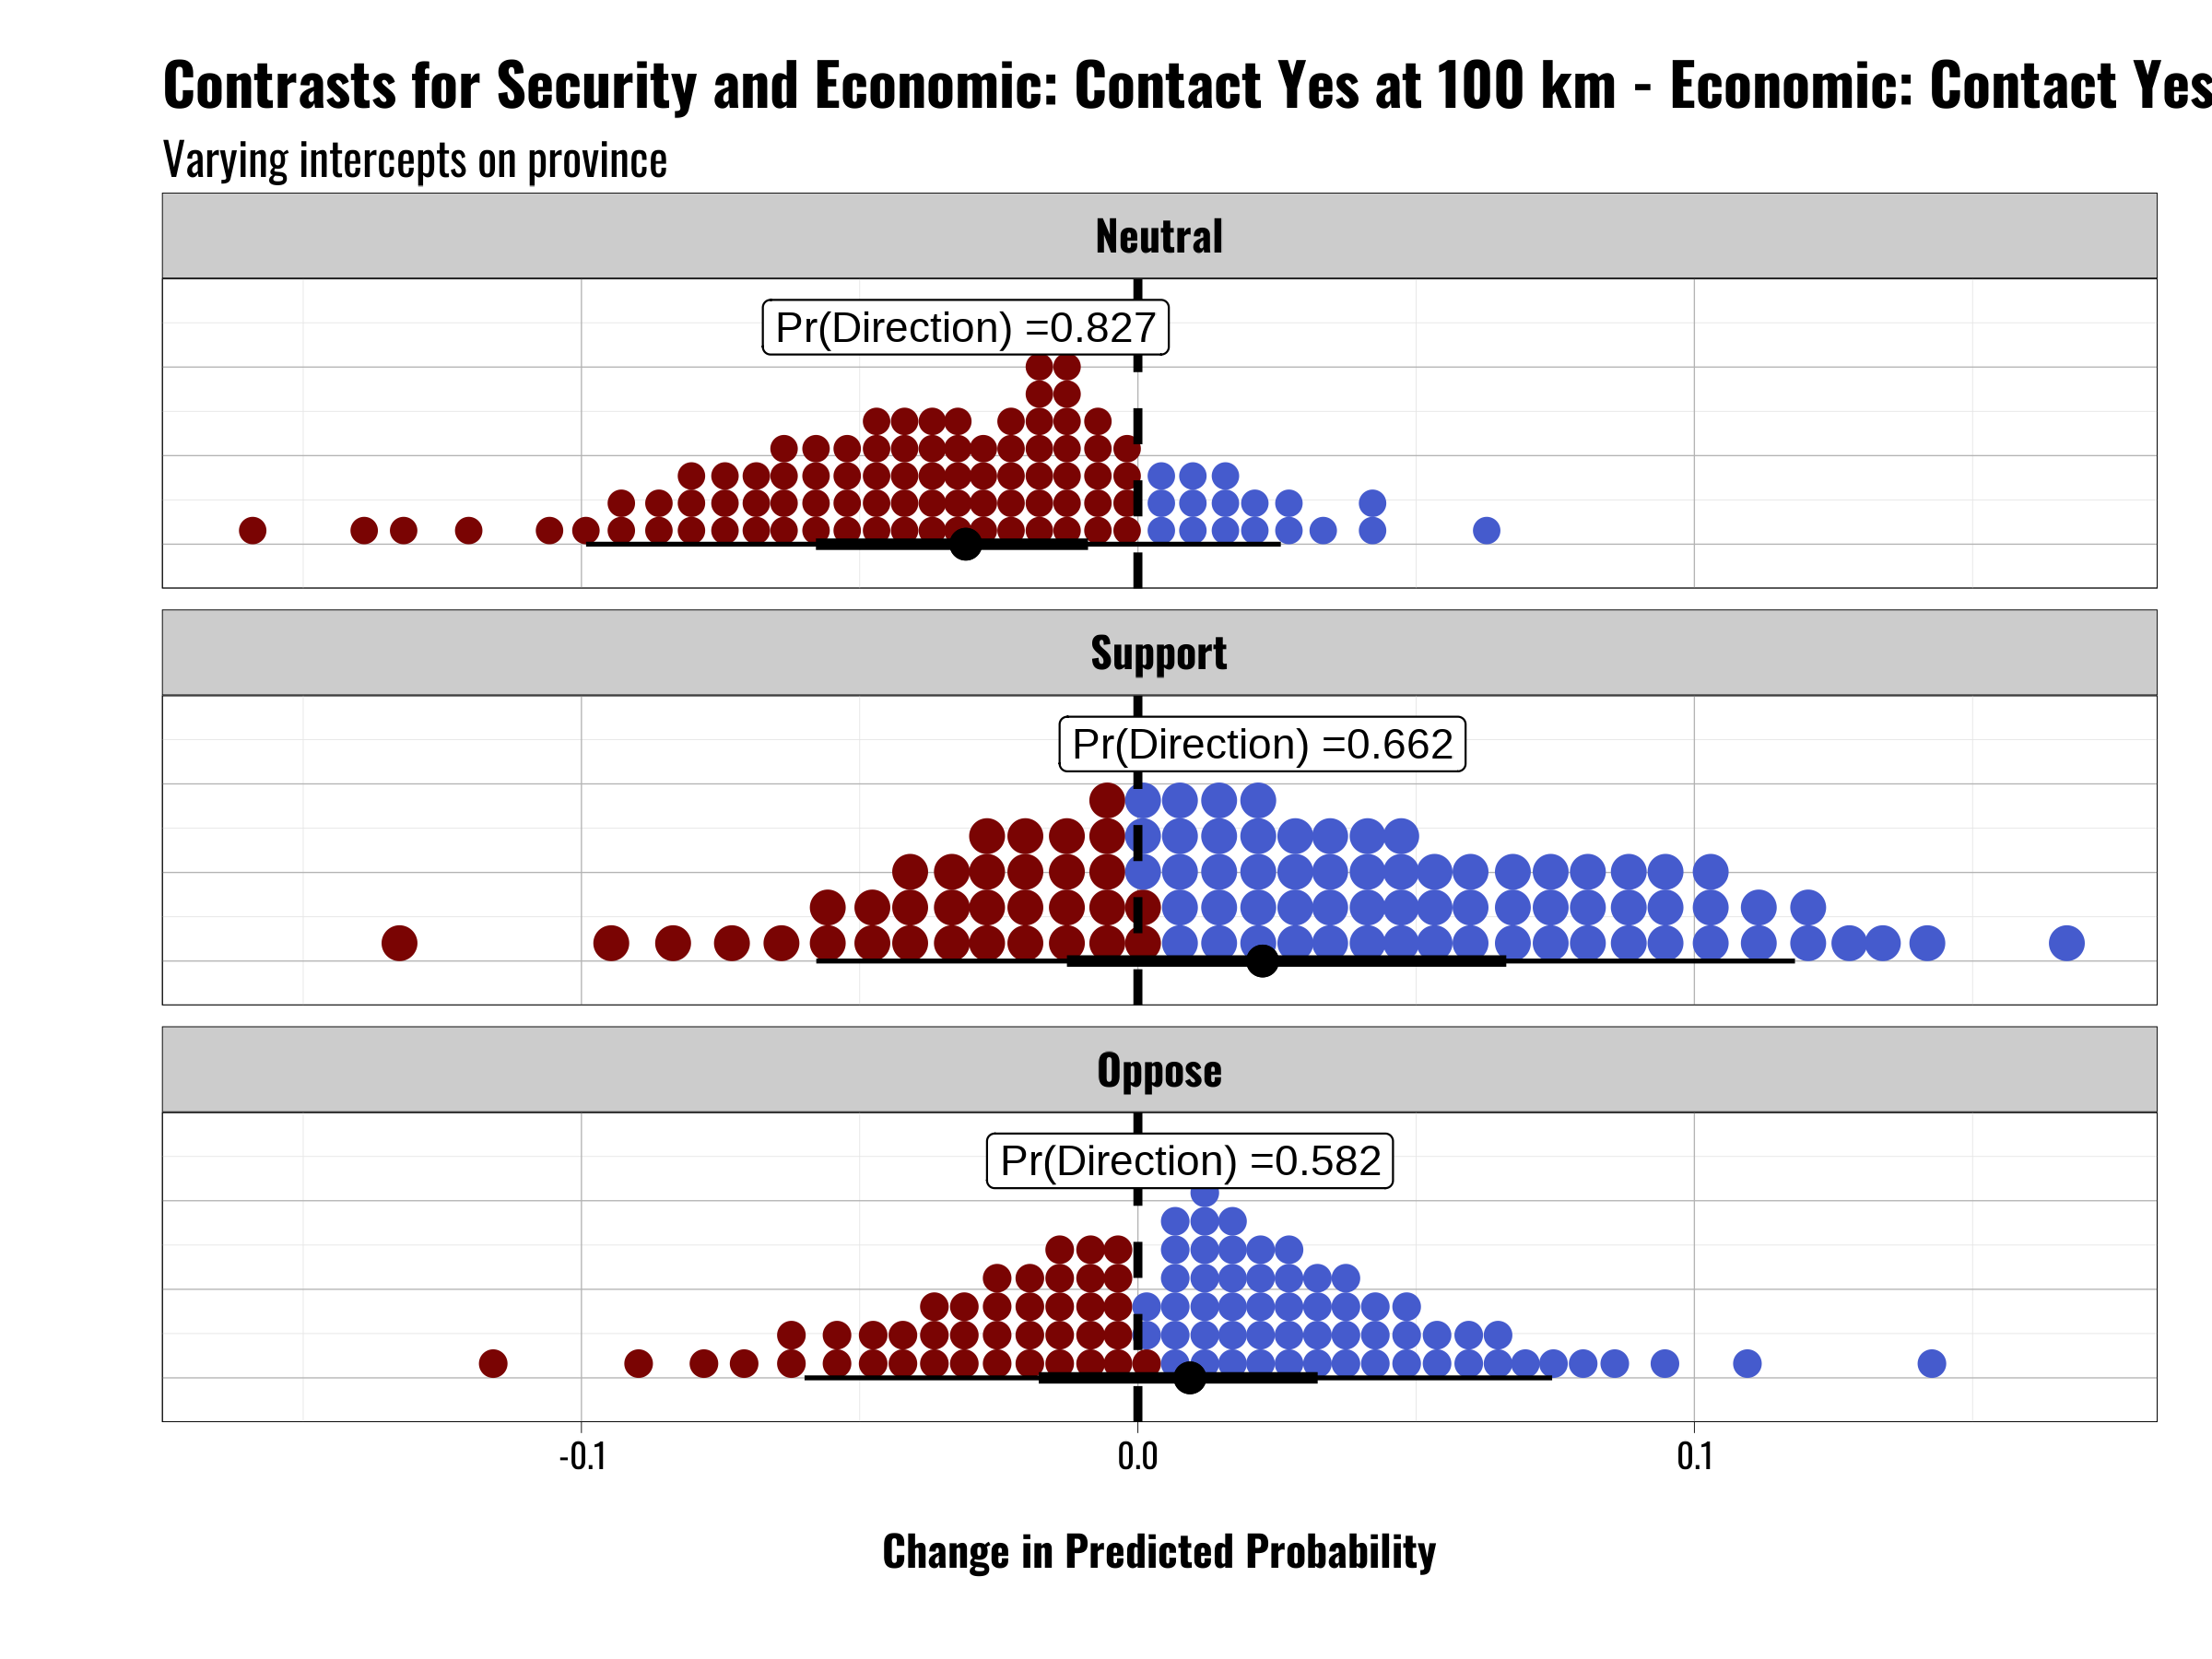 Contrasts for Security and Economic: Contact Yes at 100 km - Economic: Contact Yes
Varying intercepts on province
Neutral
Pr(Direction) =0.827
Support
Pr(Direction) =0.662
Oppose
Pr(Direction) =0.582
-0.1 0.0 0.1
Change in Predicted Probability